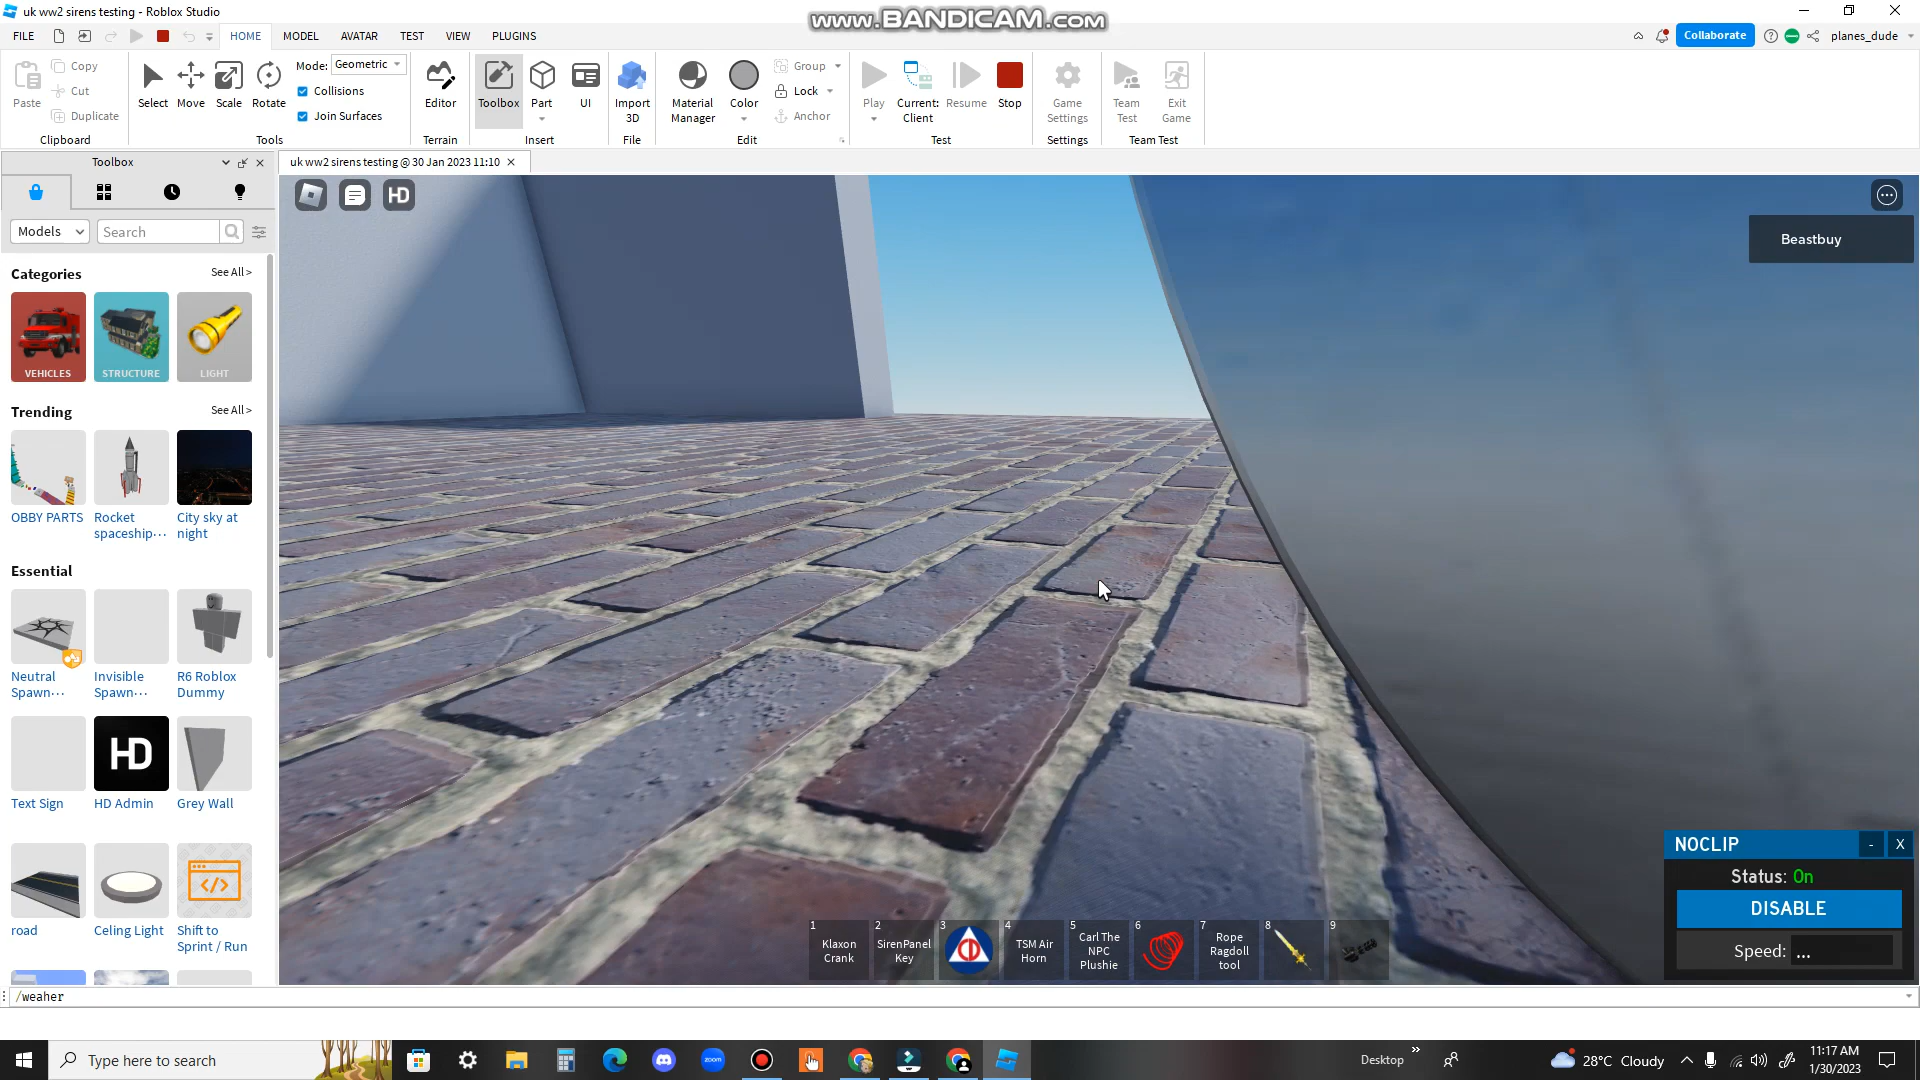 uk ww2 sirens testing - Roblox Studio
www.BANDICAM.com
FILE
HOME
MODEL
AVATAR
TEST
VIEW
PLUGINS
Collaborate
planes_dude
Paste
Copy
Cut
Duplicate
Clipboard
Select
Move
Scale
Rotate
Mode: Geometric
Collisions
Join Surfaces
Tools
Editor
Terrain
Toolbox
Part
UI
Insert
Import
3D
File
Material
Manager
Color
Group
Lock
Anchor
Edit
Play
Current:
Client
Resume
Stop
Test
Game
Settings
Settings
Team
Test
Exit
Game
Team Test
Toolbox
uk ww2 sirens testing @ 30 Jan 2023 11:10
Models
Search
Categories
See All >
VEHICLES
STRUCTURE
LIGHT
Trending
See All >
OBBY PARTS
Rocket
spaceship...
City sky at
night
Essential
Neutral
Spawn...
Invisible
Spawn...
R6 Roblox
Dummy
HD
Text Sign
HD Admin
Grey Wall
road
Celing Light
Shift to
Sprint / Run
HD
Beastbuy
NOCLIP
-
X
Status: On
DISABLE
Speed: ...
1
Klaxon
Crank
2
SirenPanel
Key
3
4
TSM Air
Horn
5
Carl The
NPC
Plushie
6
7
Rope
Ragdoll
tool
8
9
/weaher
Type here to search
zoom
Desktop
28°C Cloudy
11:17 AM
1/30/2023